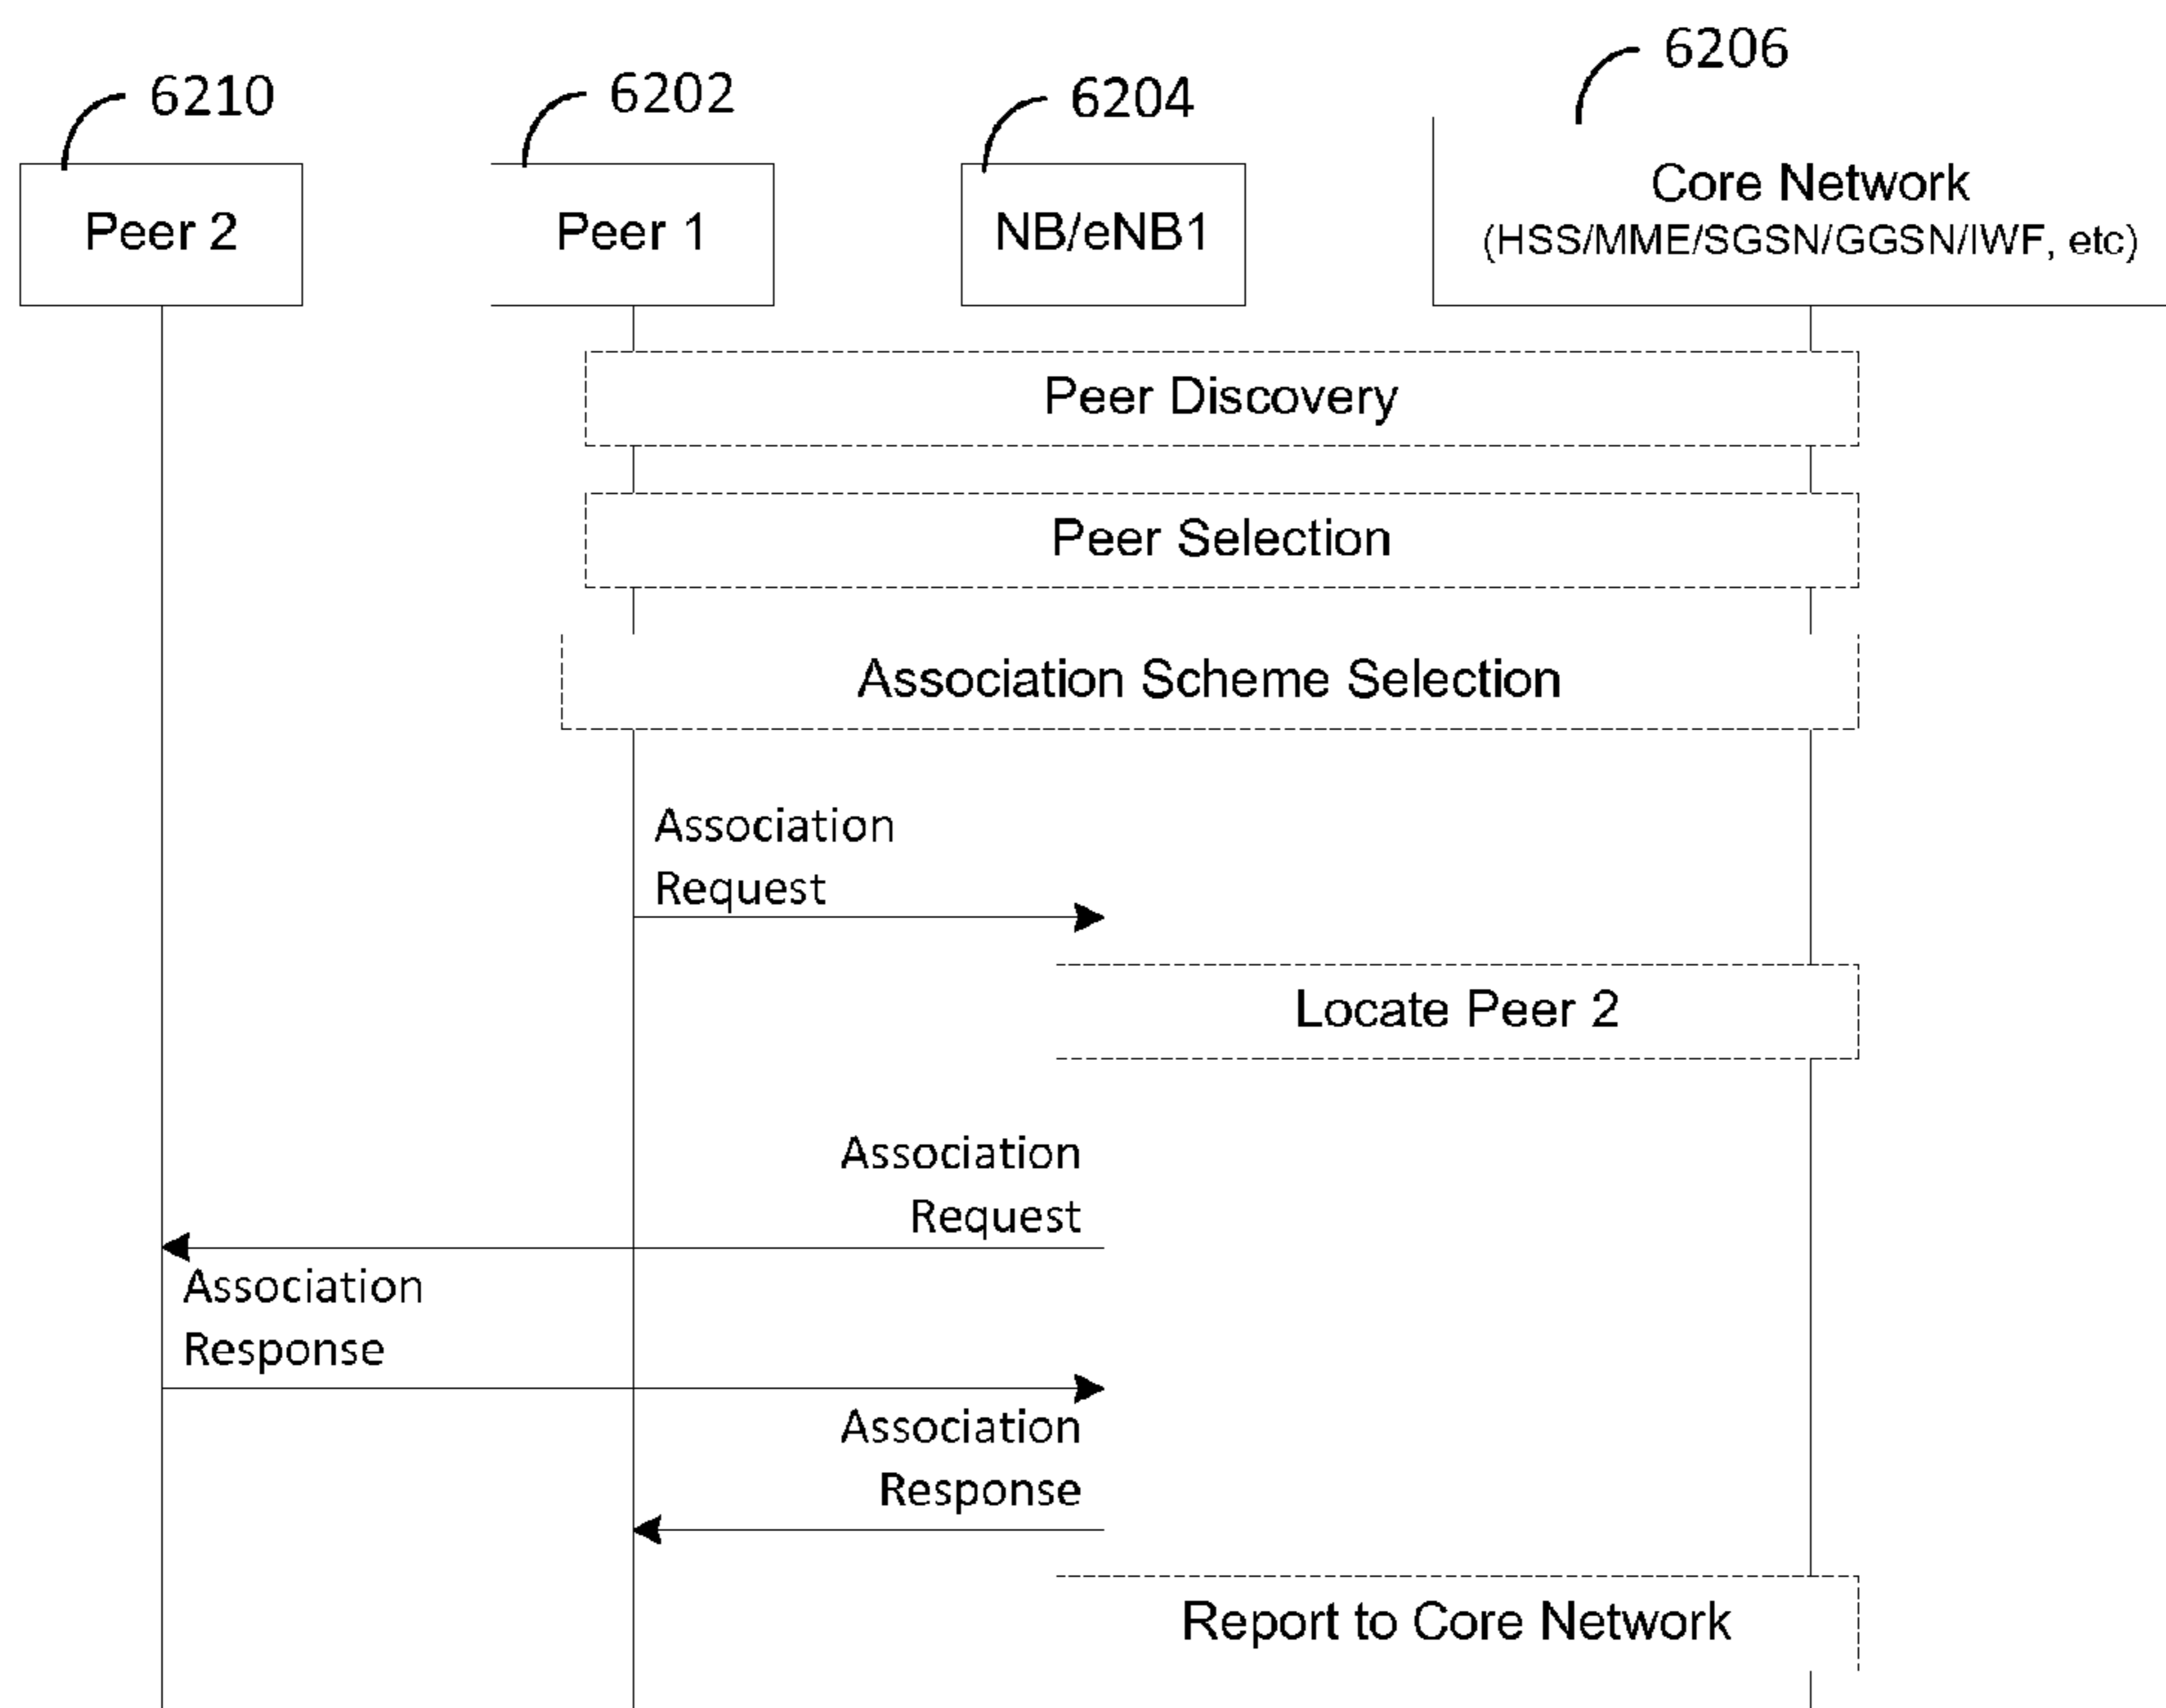 6210
6202
6204
6206
Peer 2
Peer 1
NB/eNB1
Core Network
(HSS/MME/SGSN/GGSN/IWF, etc)
Peer Discovery
Peer Selection
Association Scheme Selection
Association
Request
Locate Peer 2
Association
Request
Association
Response
Association
Response
Report to Core Network